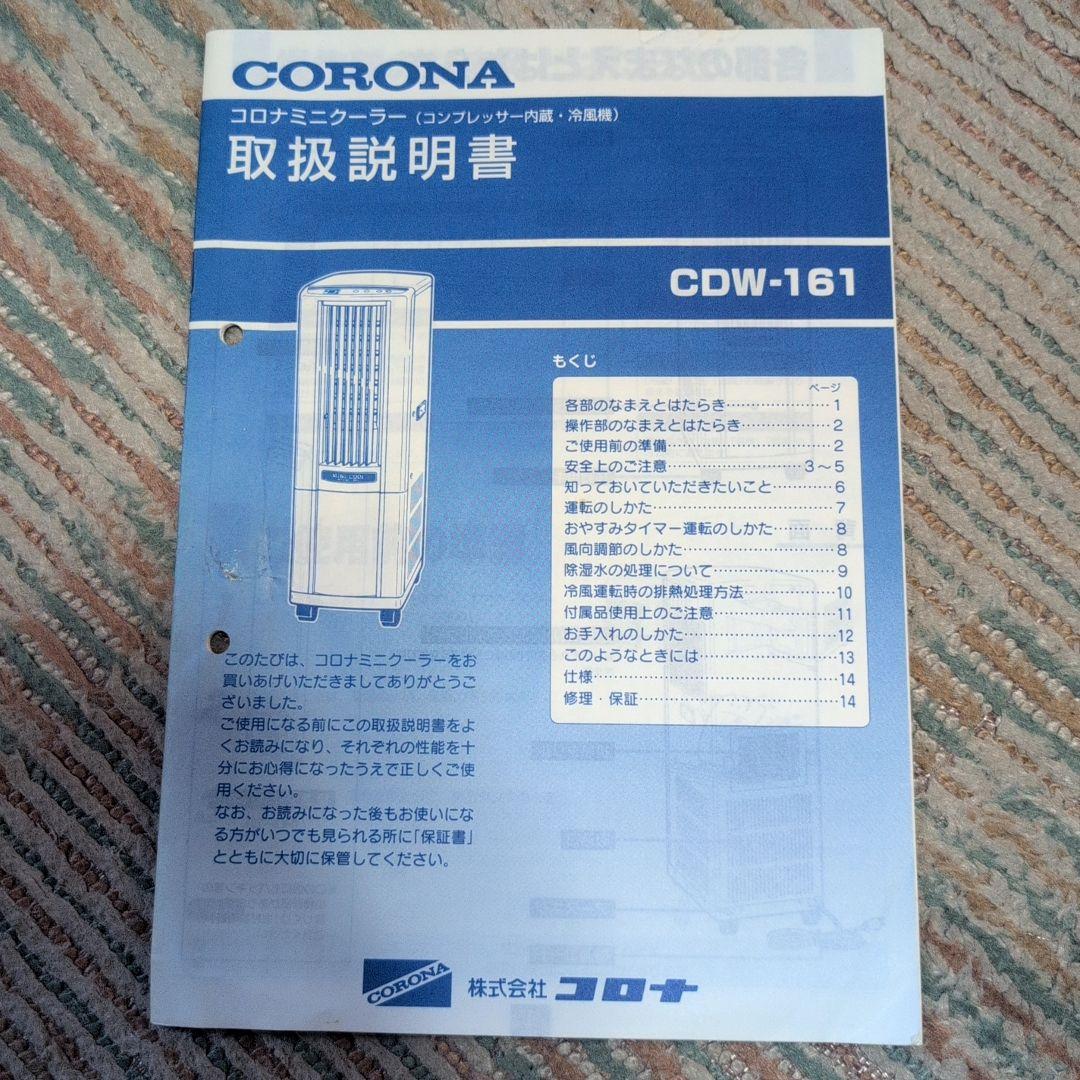 CORONA
コロナミニクーラー（コンプレッサー内蔵・冷風機）
取扱説明書
CDW-161
もくじ
ページ
各部のなまえとはたらき………………1
操作部のなまえとはたらき……………2
ご使用前の準備…………………………2
安全上のご注意……………………3～5
知っておいていただきたいこと………6
運転のしかた……………………………7
おやすみタイマー運転のしかた………8
風向調節のしかた………………………8
除湿水の処理について…………………9
冷風運転時の排熱処理方法……………10
付属品使用上のご注意…………………11
お手入れのしかた………………………12
このようなときには……………………13
仕様………………………………………14
修理・保証………………………………14
このたびは、コロナミニクーラーをお
買いあげいただきましてありがとうご
ざいました。
ご使用になる前にこの取扱説明書をよ
くお読みになり、それぞれの性能を十
分にお心得になったうえで正しくご使
用ください。
なお、お読みになった後もお使いにな
る方がいつでも見られる所に「保証書」
とともに大切に保管してください。
CORONA
株式会社 コロナ